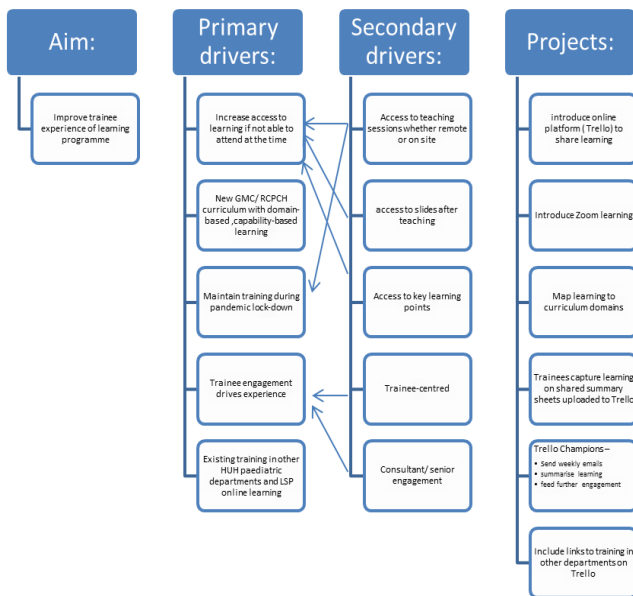 Aim:
Improve trainee
experience of learning
programme
Primary
drivers:
Increase access to
learning if not able to
attend at the time
New GMC/ RCPCH
curriculum with domain-
based ,capability-based
learning
Maintain training during
pandemic lock-down
Trainee engagement
drives experience
Existing training in other
HUH paediatric
departments and LSP
online learning
Secondary
drivers:
Access to teaching
sessions whether remote
or on site
access to slides after
teaching
Access to key learning
points
Trainee-centred
Consultant/ senior
engagement
Projects:
introduce online
platform ( Trello) to
share learning
Introduce Zoom learning
Map learning to
curriculum domains
Trainees capture learning
on shared summary
sheets uploaded to Trello
Trello Champions–
• Send weekly emails
• summarise learning
• feed further engagement
Include links to training in
other departments on
Trello